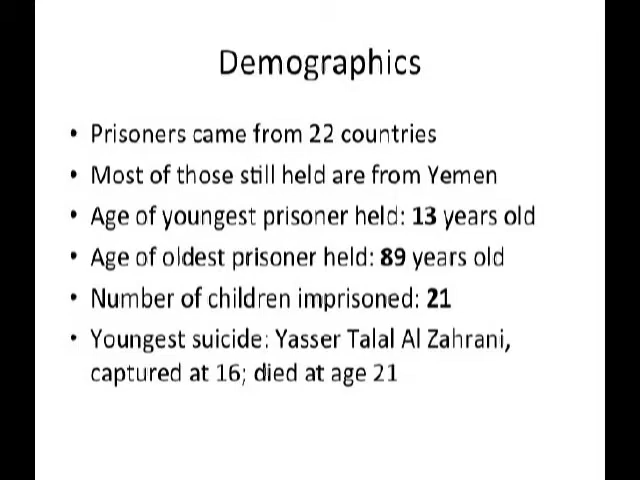 Demographics
• Prisoners came from 22 countries
• Most of those still held are from Yemen
• Age of youngest prisoner held: 13 years old
• Age of oldest prisoner held: 89 years old
• Number of children imprisoned: 21
• Youngest suicide: Yasser Talal Al Zahrani,
captured at 16; died at age 21